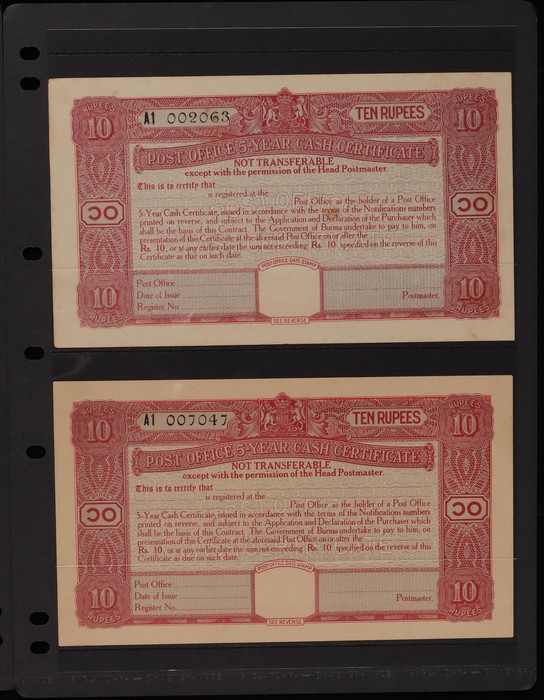 RUPEES 10
A1 002063
TEN RUPEES
RUPEES 10
POST OFFICE 5-YEAR CASH CERTIFICATE
NOT TRANSFERABLE
except with the permission of the Head Postmaster.
This is to certify that
is registered at the
Post Office as the holder of a Post Office
5-Year Cash Certificate, issued in accordance with the terms of the Notifications numbers
printed on reverse, and subject to the Application and Declaration of the Purchaser which
shall be the basis of this Contract. The Government of Burma undertake to pay to him, on
presentation of this Certificate at the aforesaid Post Office on or after the
Rs. 10, or at any earlier date the sum not exceeding Rs. 10 specified on the reverse of this
Certificate as due on such date.
၁၀
၁၀
POST OFFICE DATE STAMP
Post Office
Date of Issue
Register No.
Postmaster.
10 RUPEES
SEE REVERSE
10 RUPEES
RUPEES 10
A1 007047
TEN RUPEES
RUPEES 10
POST OFFICE 5-YEAR CASH CERTIFICATE
NOT TRANSFERABLE
except with the permission of the Head Postmaster.
This is to certify that
is registered at the
Post Office as the holder of a Post Office
5-Year Cash Certificate, issued in accordance with the terms of the Notifications numbers
printed on reverse, and subject to the Application and Declaration of the Purchaser which
shall be the basis of this Contract. The Government of Burma undertake to pay to him, on
presentation of this Certificate at the aforesaid Post Office on or after the
Rs. 10, or at any earlier date the sum not exceeding Rs. 10 specified on the reverse of this
Certificate as due on such date.
၁၀
၁၀
POST OFFICE DATE STAMP
Post Office
Date of Issue
Register No.
Postmaster.
10 RUPEES
SEE REVERSE
10 RUPEES